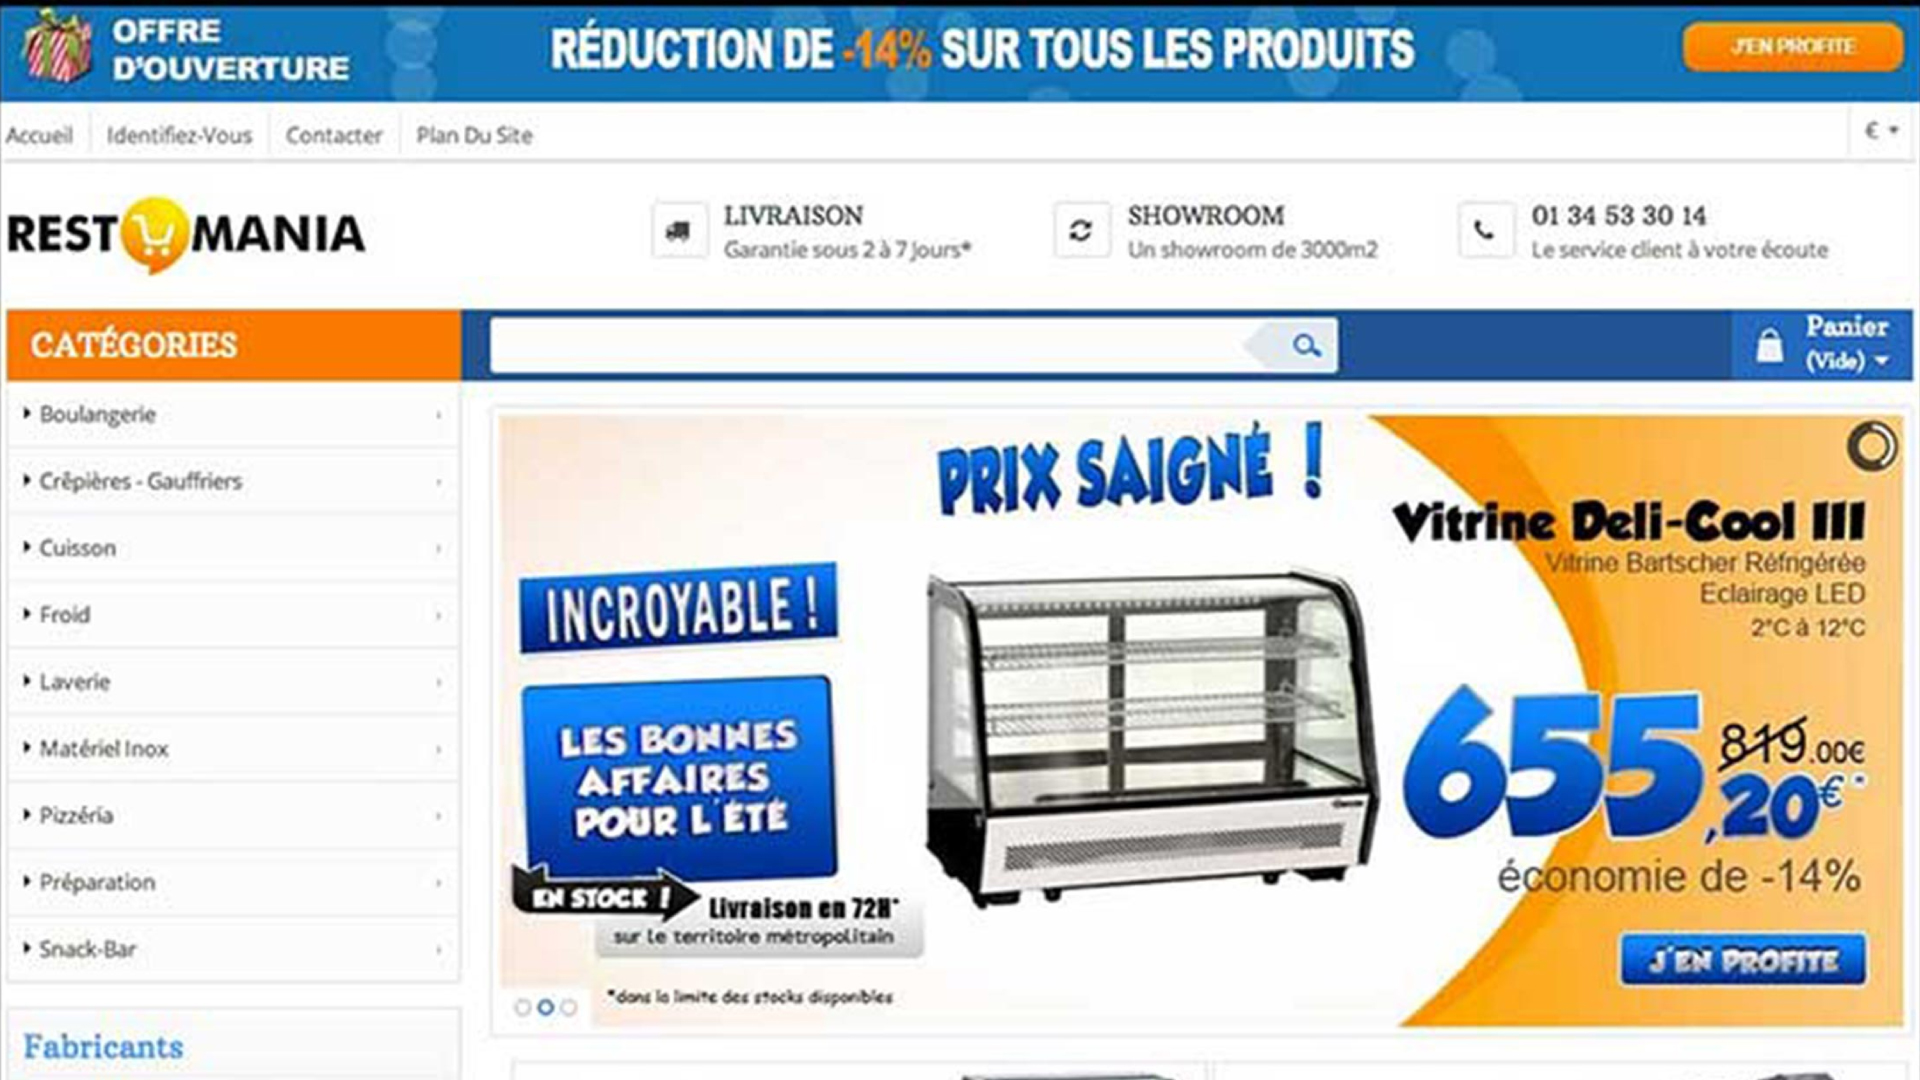 OFFRE
D'OUVERTURE
RÉDUCTION DE -14% SUR TOUS LES PRODUITS
J'EN PROFITE
Accueil
Identifiez-Vous
Contacter
Plan Du Site
€
RESTOMANIA
LIVRAISON
Garantie sous 2 à 7 Jours*
SHOWROOM
Un showroom de 3000m2
01 34 53 30 14
Le service client à votre écoute
CATÉGORIES
Panier
(Vide)
Boulangerie
Crêpières - Gauffriers
Cuisson
Froid
Laverie
Matériel Inox
Pizzéria
Préparation
Snack-Bar
Fabricants
PRIX SAIGNÉ !
INCROYABLE !
LES BONNES
AFFAIRES
POUR L'ÉTÉ
EN STOCK !
Livraison en 72H*
sur le territoire métropolitain
*dans la limite des stocks disponibles
Vitrine Deli-Cool III
Vitrine Bartscher Réfrigérée
Eclairage LED
2°C à 12°C
819.00€
655,20€*
économie de -14%
J'EN PROFITE